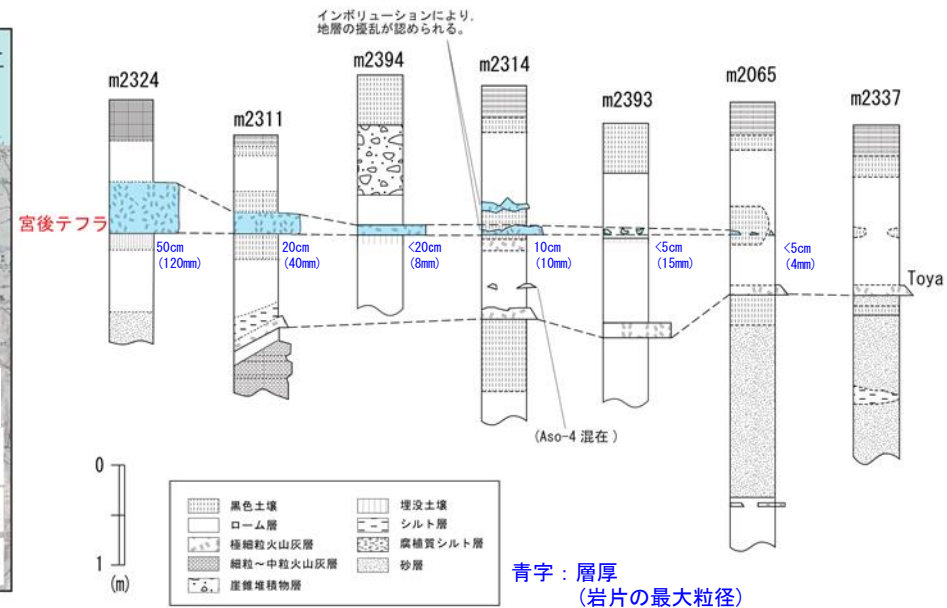 インボリューションにより、
地層の擾乱が認められる。
m2324
m2311
m2394
m2314
m2393
m2065
m2337
宮後テフラ
50cm
(120mm)
20cm
(40mm)
<20cm
(8mm)
10cm
(10mm)
<5cm
(15mm)
<5cm
(4mm)
Toya
(Aso-4 混在)
0
1
(m)
黒色土壌
ローム層
極細粒火山灰層
細粒～中粒火山灰層
崖錐堆積物層
埋没土壌
シルト層
腐植質シルト層
砂層
青字：層厚
(岩片の最大粒径)